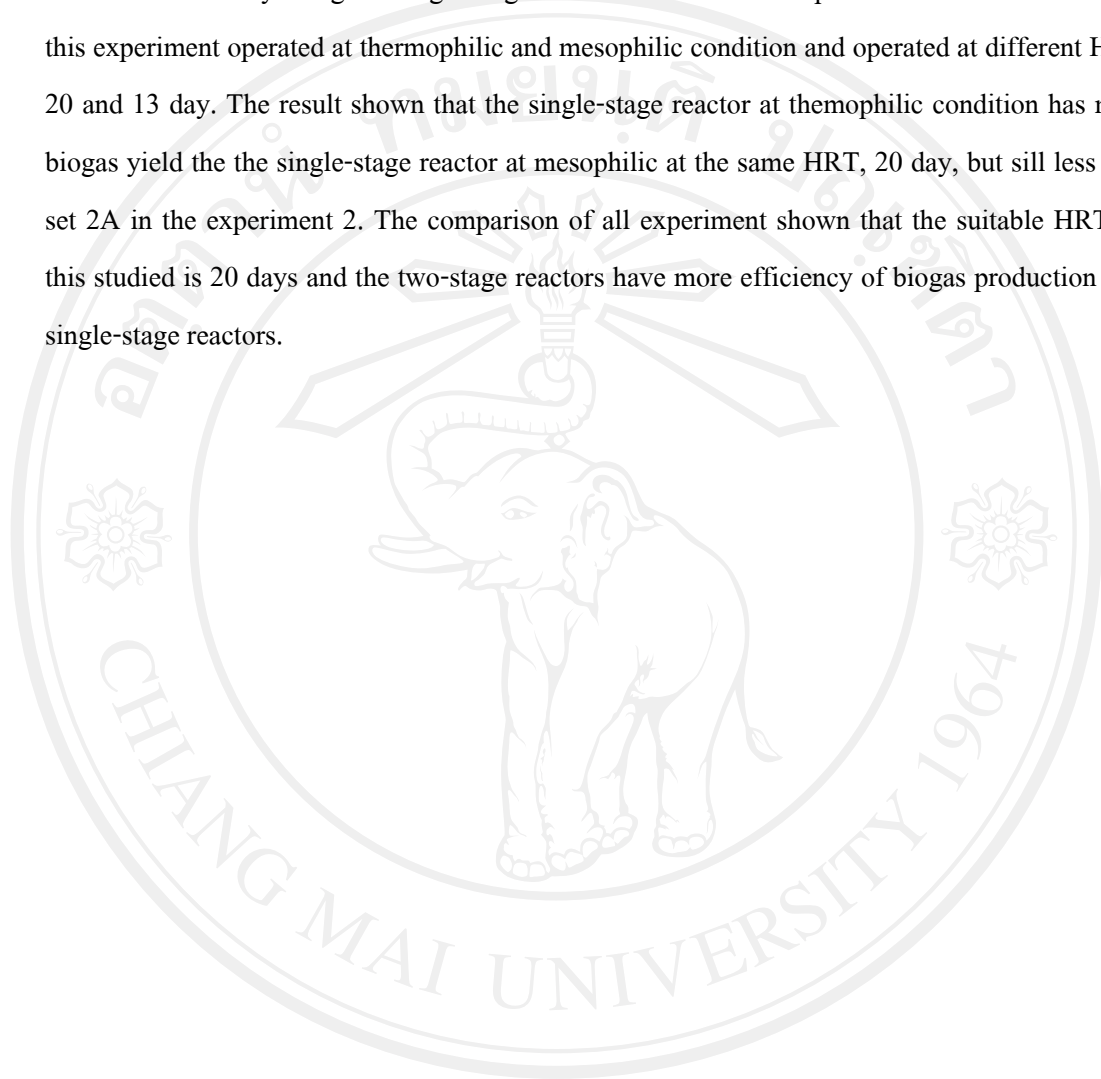 this experiment operated at thermophilic and mesophilic condition and operated at different
20 and 13 day. The result shown that the single-stage reactor at themophilic condition has
biogas yield the the single-stage reactor at mesophilic at the same HRT, 20 day, but sill less
set 2A in the experiment 2. The comparison of all experiment shown that the suitable HRT
this studied is 20 days and the two-stage reactors have more efficiency of biogas production
single-stage reactors.
CHIANG MAI UNIVERSITY 1964